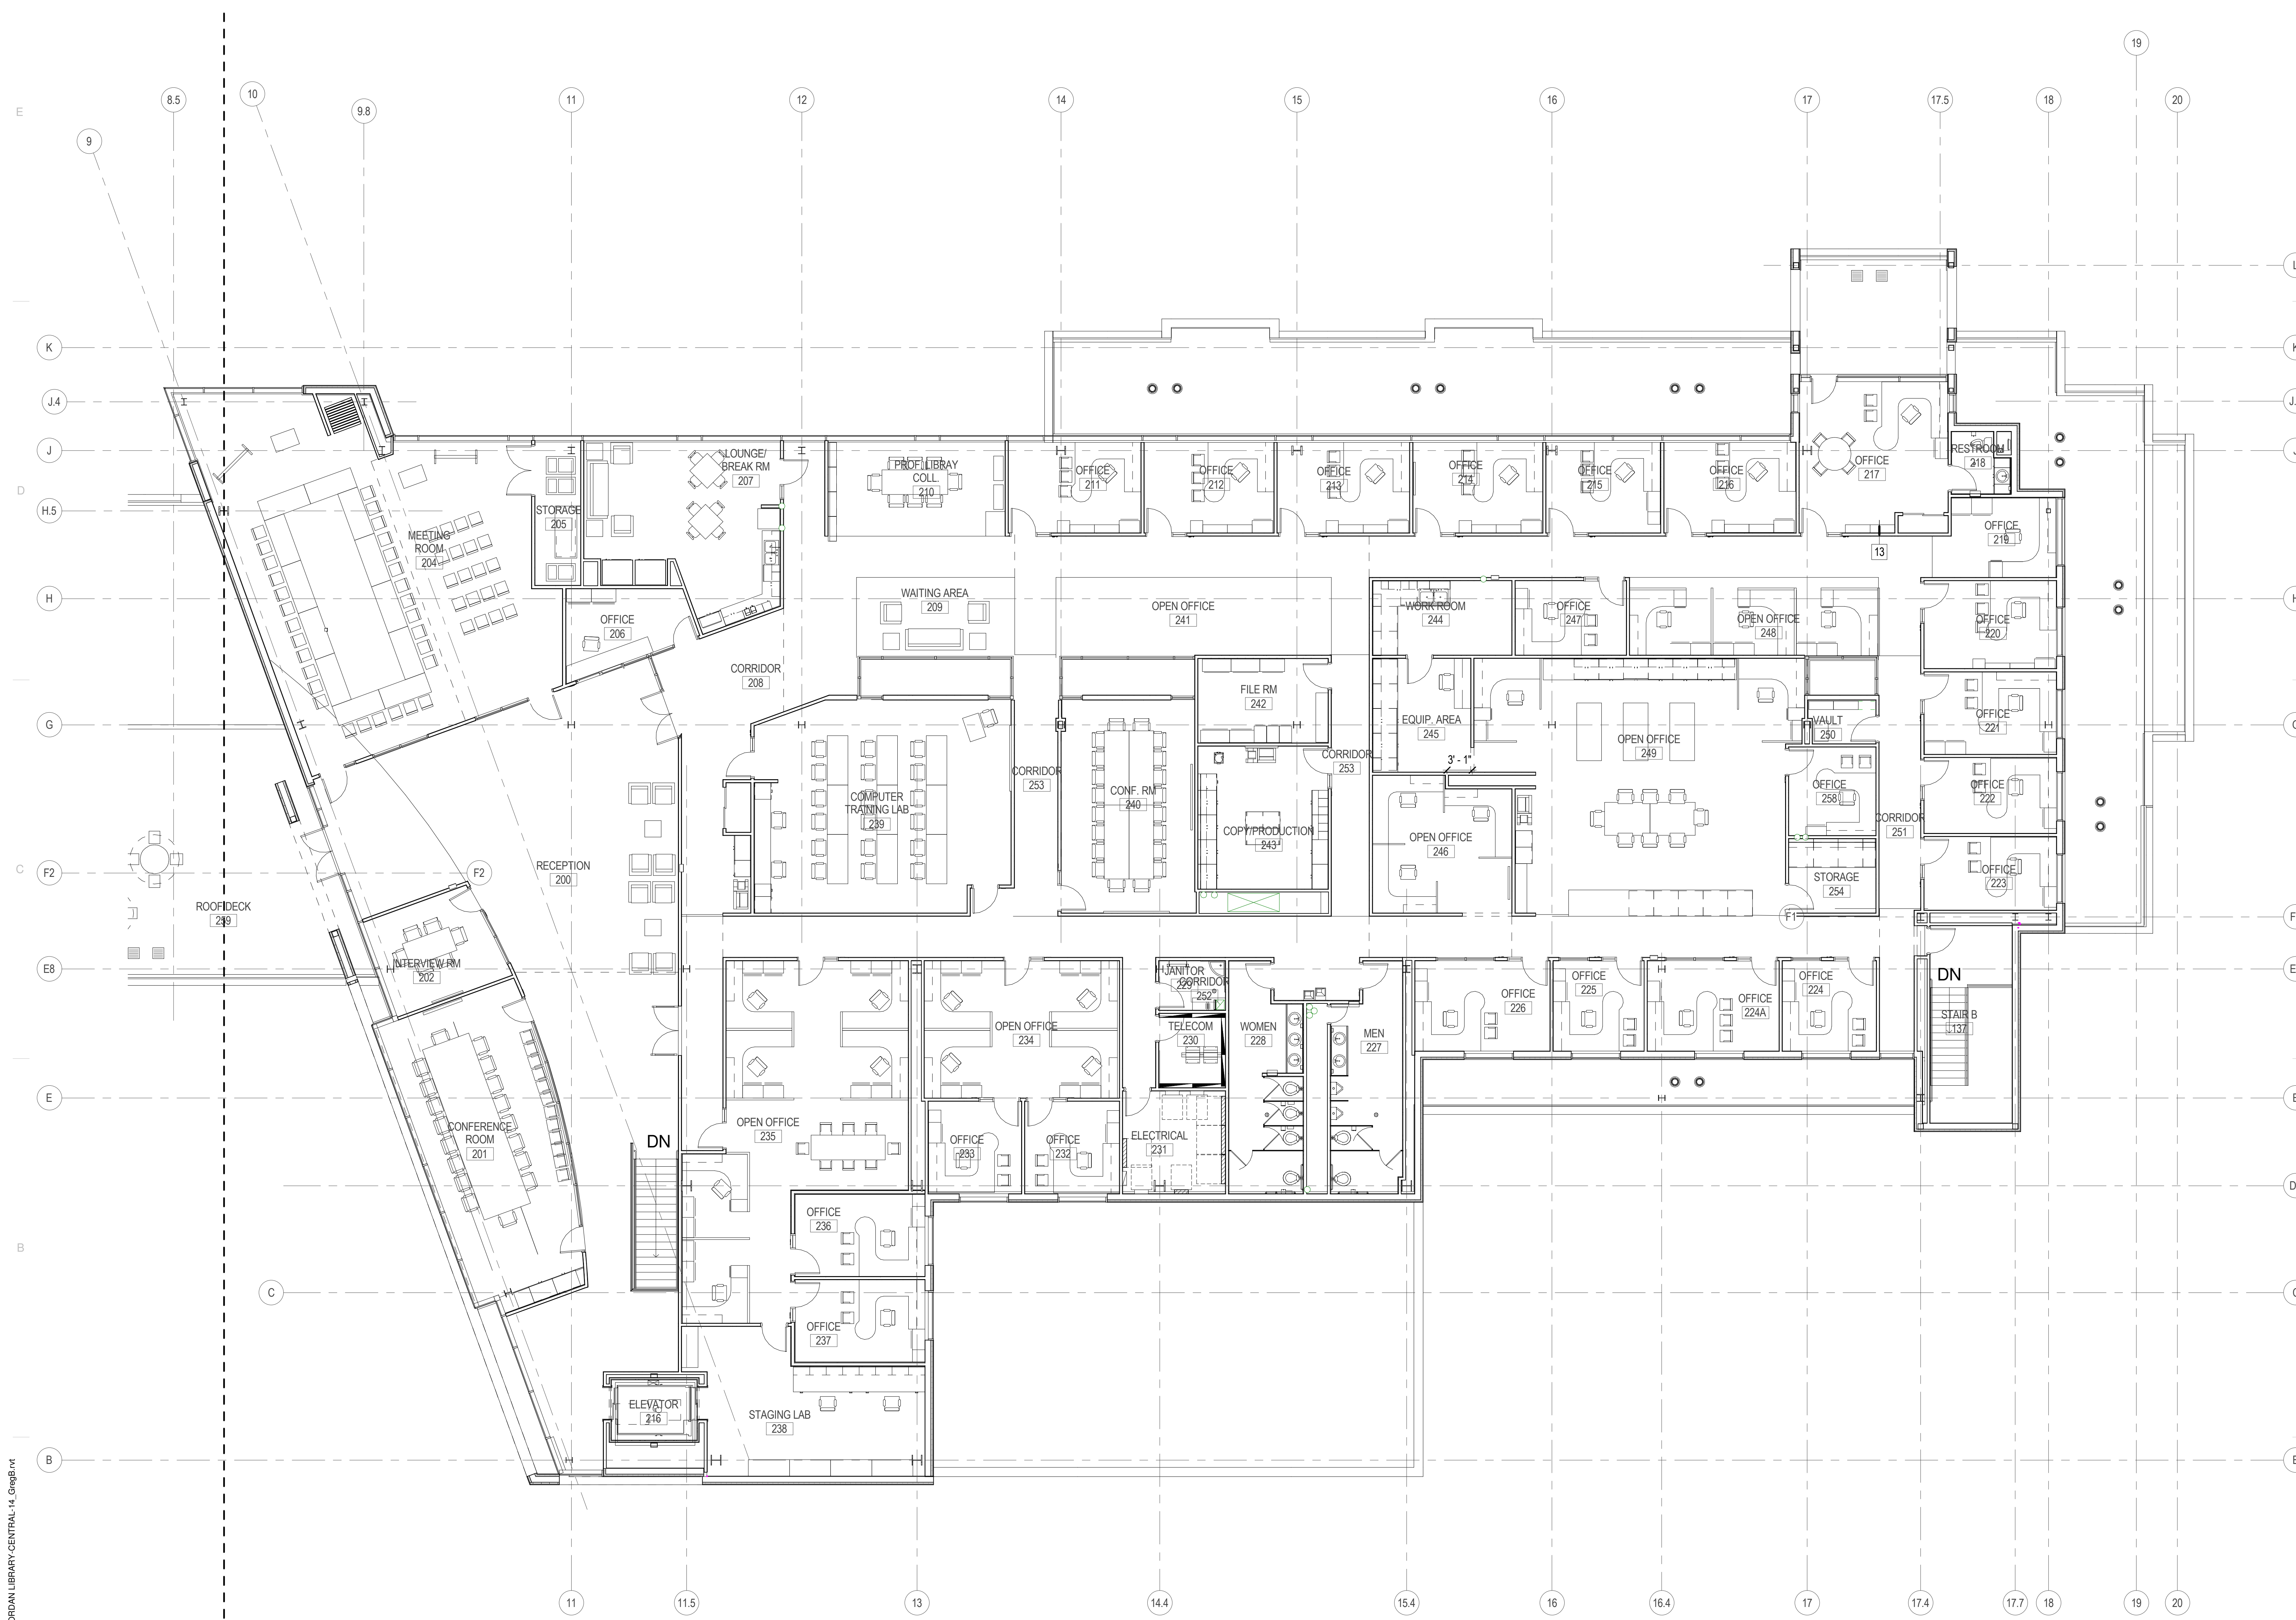 19
10
8.5
11
12
14
15
16
17
17.5
18
20
9.8
E
9
L
K
K
J.4
J
LOUNGE/
BREAK RM
207
PROF. LIBRAY
COLL.
210
OFFICE
211
OFFICE
212
OFFICE
213
OFFICE
214
OFFICE
215
OFFICE
216
OFFICE
217
RESTROOM
218
D
H.5
STORAGE
205
MEETING
ROOM
204
OFFICE
219
13
H
WAITING AREA
209
OPEN OFFICE
241
WORK ROOM
244
OFFICE
247
OPEN OFFICE
248
OFFICE
220
OFFICE
206
CORRIDOR
208
FILE RM
242
EQUIP. AREA
245
OPEN OFFICE
249
VAULT
250
OFFICE
221
G
3' - 1"
CORRIDOR
253
CORRIDOR
253
COMPUTER
TRAINING LAB
239
CONF. RM
240
COPY/PRODUCTION
243
OPEN OFFICE
246
OFFICE
258
OFFICE
222
CORRIDOR
251
C
F2
F2
RECEPTION
200
STORAGE
254
OFFICE
223
ROOF DECK
259
F1
E8
INTERVIEW RM
202
JANITOR
229
CORRIDOR
252
OFFICE
226
OFFICE
225
OFFICE
224A
OFFICE
224
DN
STAIR B
137
OPEN OFFICE
234
TELECOM
230
WOMEN
228
MEN
227
E
CONFERENCE
ROOM
201
DN
OPEN OFFICE
235
OFFICE
233
OFFICE
232
ELECTRICAL
231
OFFICE
236
B
C
OFFICE
237
ELEVATOR
216
STAGING LAB
238
B
11
11.5
13
14.4
15.4
16
16.4
17
17.4
17.7
18
19
20
ORDAN LIBRARY-CENTRAL-14_GregB.rvt